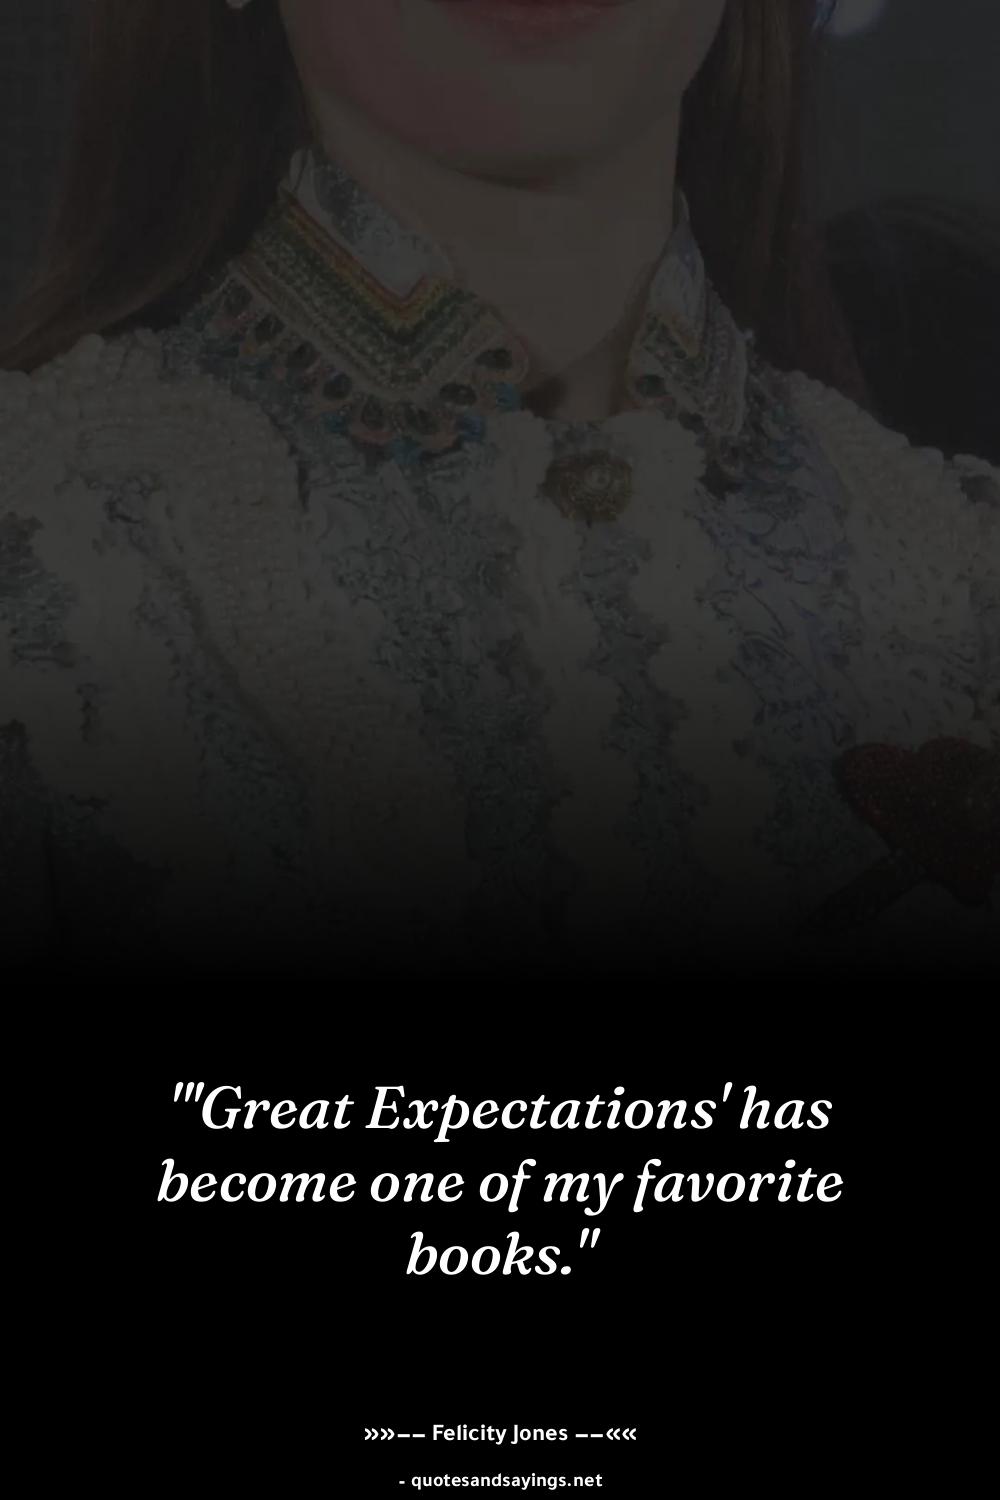 "'Great Expectations' has
become one of my favorite
books."
»»−− Felicity Jones −−««
- quotesandsayings.net